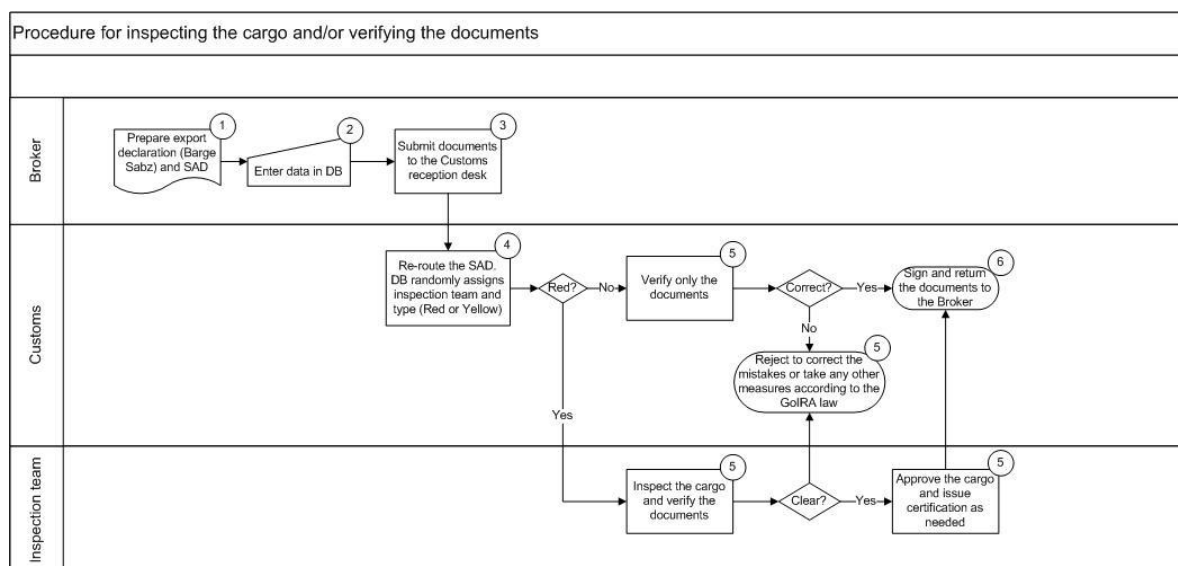 Procedure for inspecting the cargo and/or verifying the documents
Broker
1
Prepare export
declaration (Barge
Sabz) and SAD
2
Enter data in DB
3
Submit documents
to the Customs
reception desk
Customs
4
Re-route the SAD.
DB randomly assigns
inspection team and
type (Red or Yellow)
Red?
No
Yes
5
Verify only the
documents
Correct?
Yes
No
6
Sign and return
the documents to
the Broker
5
Reject to correct the
mistakes or take any other
measures according to the
GoIRA law
Inspection team
5
Inspect the cargo
and verify the
documents
Clear?
Yes
5
Approve the cargo
and issue
certification as
needed